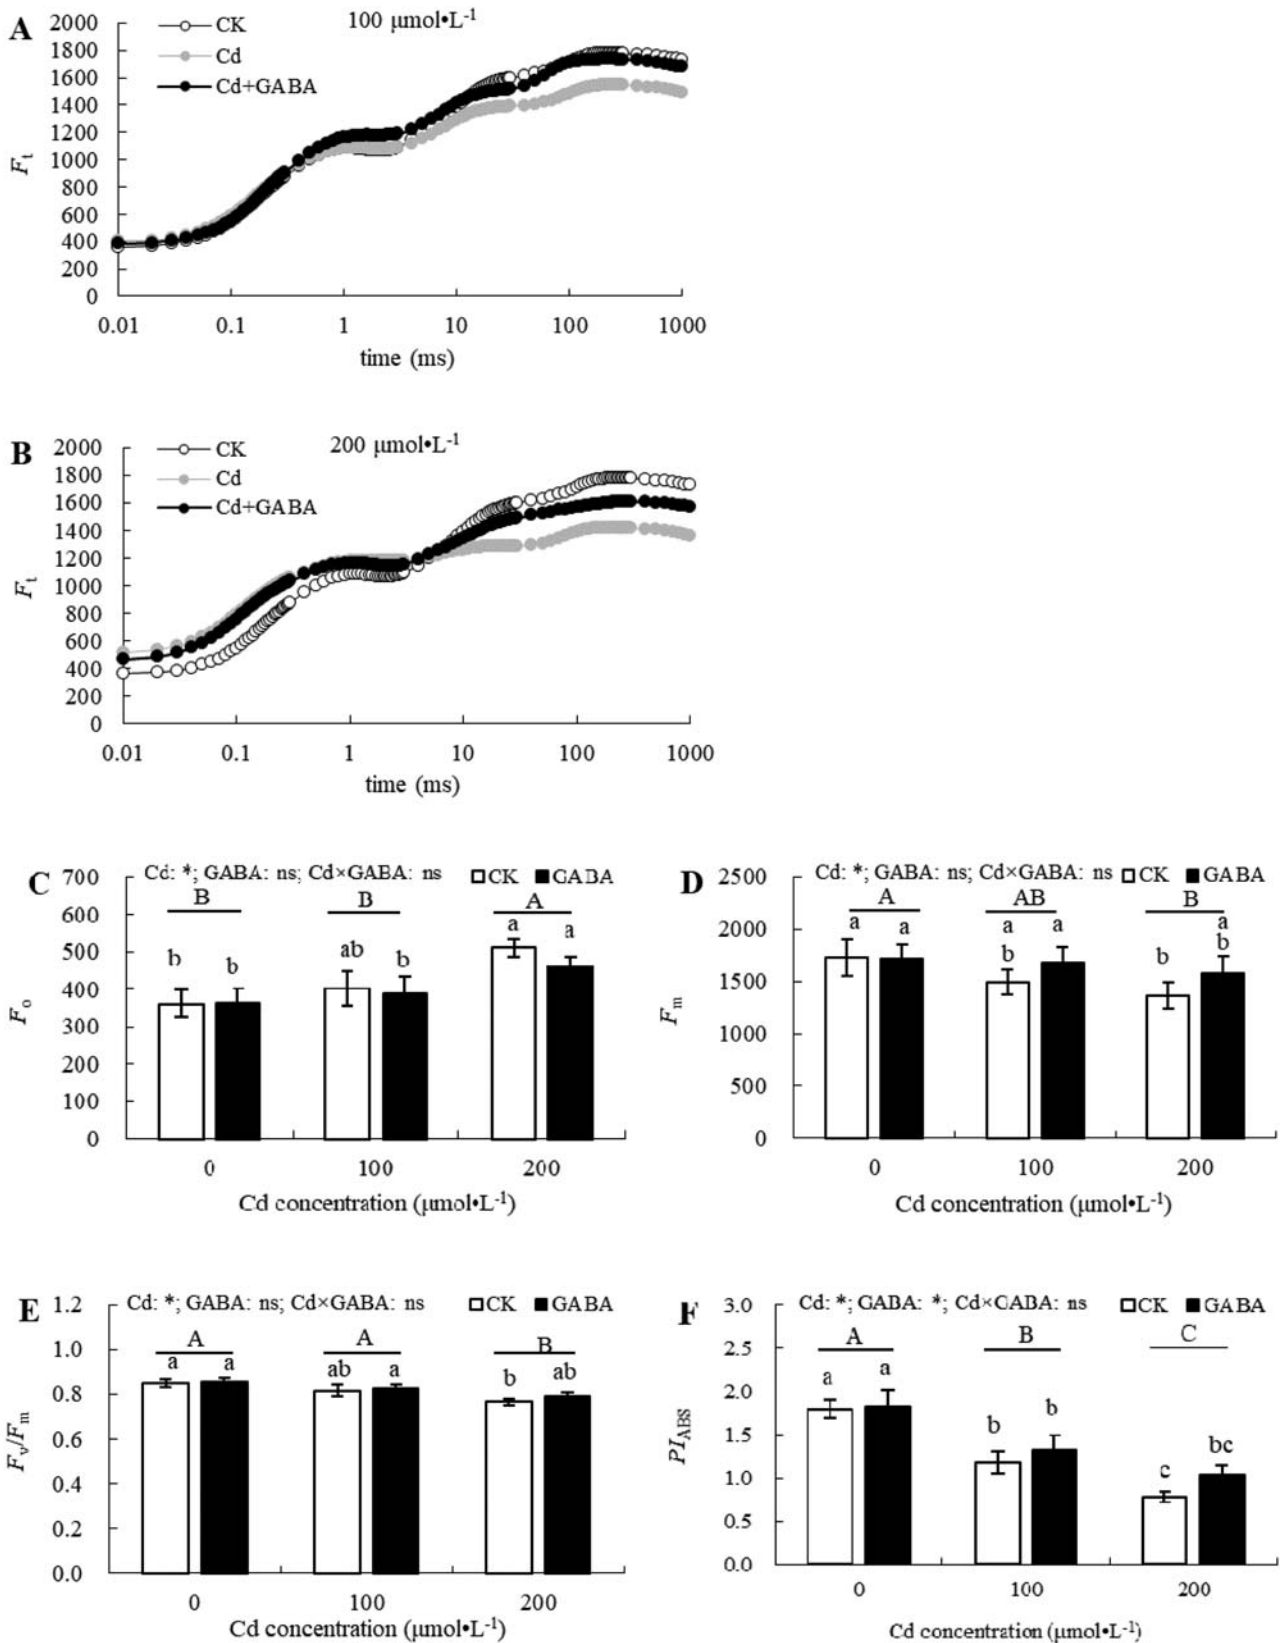 A
100 μmol•L-1
CK
Cd
Cd+GABA
2000
1800
1600
1400
1200
1000
800
600
400
200
0
Ft
0.01 0.1 1 10 100 1000
time (ms)
B
200 μmol•L-1
CK
Cd
Cd+GABA
2000
1800
1600
1400
1200
1000
800
600
400
200
0
Ft
0.01 0.1 1 10 100 1000
time (ms)
C
Cd: *; GABA: ns; Cd×GABA: ns
CK GABA
700
600
500
400
300
200
100
0
Fo
B B A
b b ab b a a
0 100 200
Cd concentration (μmol•L-1)
D
Cd: *; GABA: ns; Cd×GABA: ns
CK GABA
2500
2000
1500
1000
500
0
Fm
A AB B
a a a a a
b b b
0 100 200
Cd concentration (μmol•L-1)
E
Cd: *; GABA: ns; Cd×GABA: ns
CK GABA
1.2
1.0
0.8
0.6
0.4
0.2
0.0
Fv/Fm
A A B
a a ab a b ab
0 100 200
Cd concentration (μmol•L-1)
F
Cd: *; GABA: *; Cd×GABA: ns
CK GABA
3.0
2.5
2.0
1.5
1.0
0.5
0.0
PIABS
A B C
a a b b c bc
0 100 200
Cd concentration (μmol•L-1)